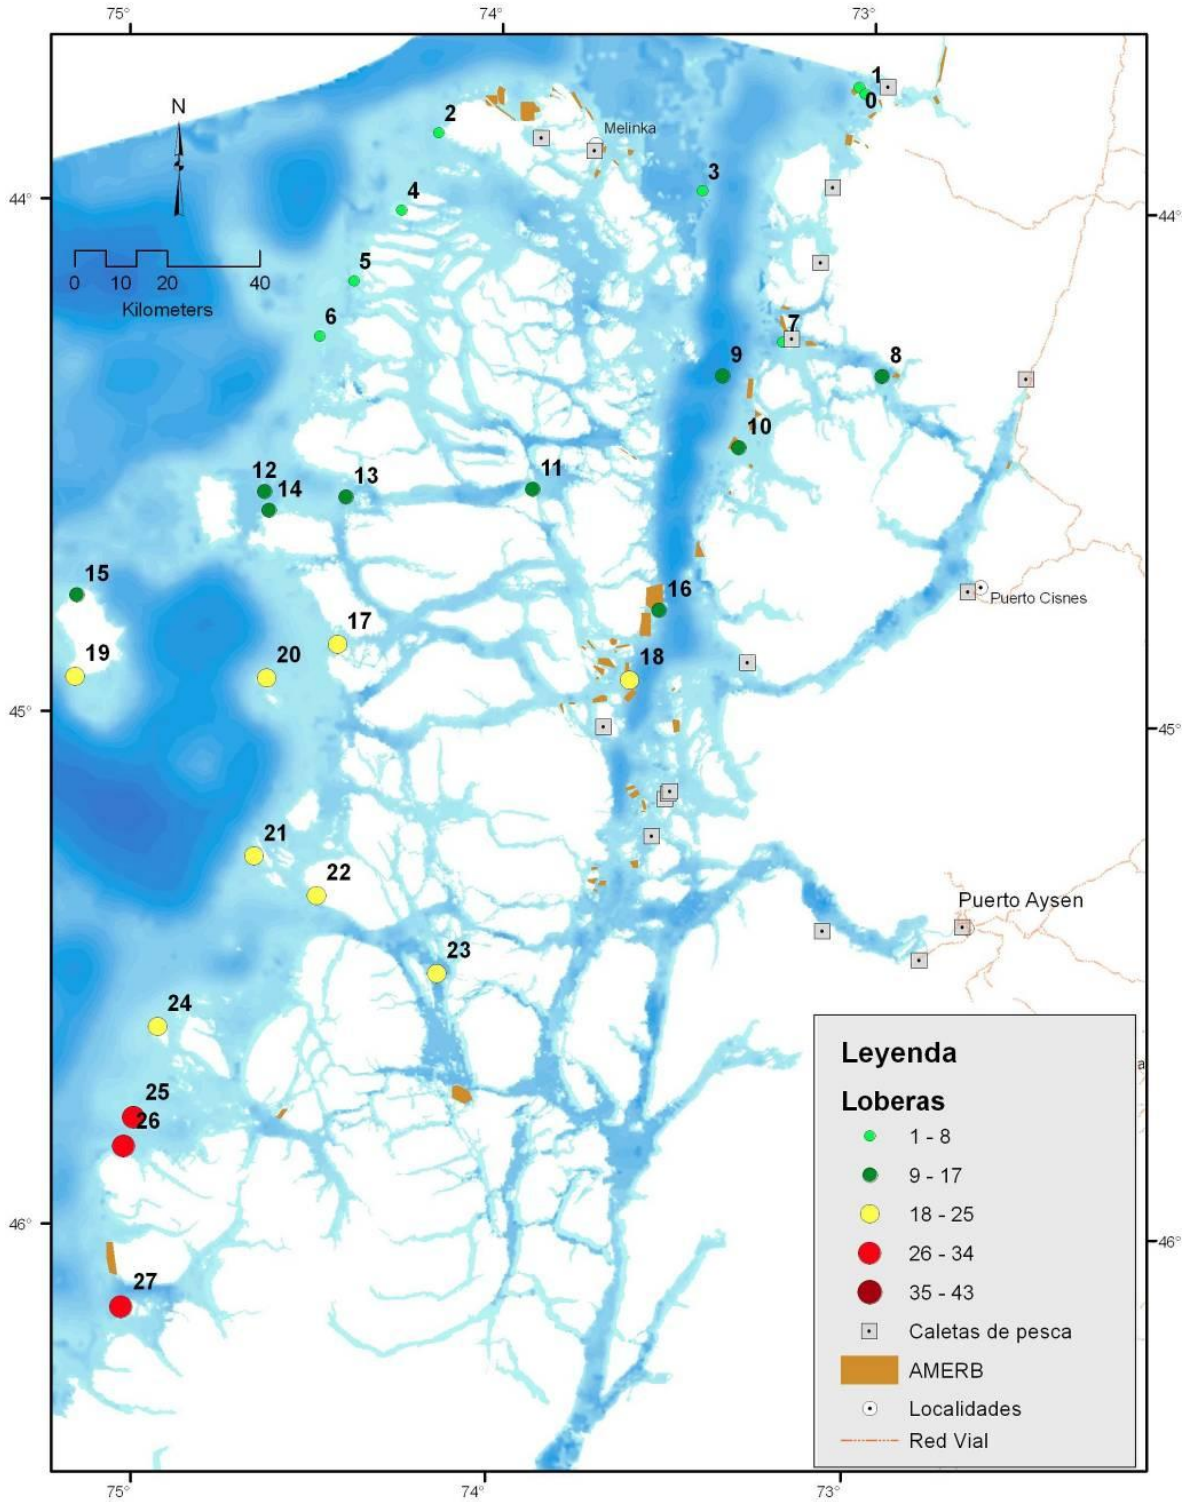 75° 74° 73°
1
0
2
N
Melinka
3
44°
4
44°
5
0 10 20 40
Kilometers
6
7
9
8
10
12
13
11
14
15
16
Puerto Cisnes
17
19
20
18
45°
45°
21
22
Puerto Aysen
23
24
Leyenda
a
25
Loberas
26
1 - 8
9 - 17
18 - 25
46°
46°
26 - 34
27
35 - 43
Caletas de pesca
AMERB
Localidades
Red Vial
75° 74° 73°